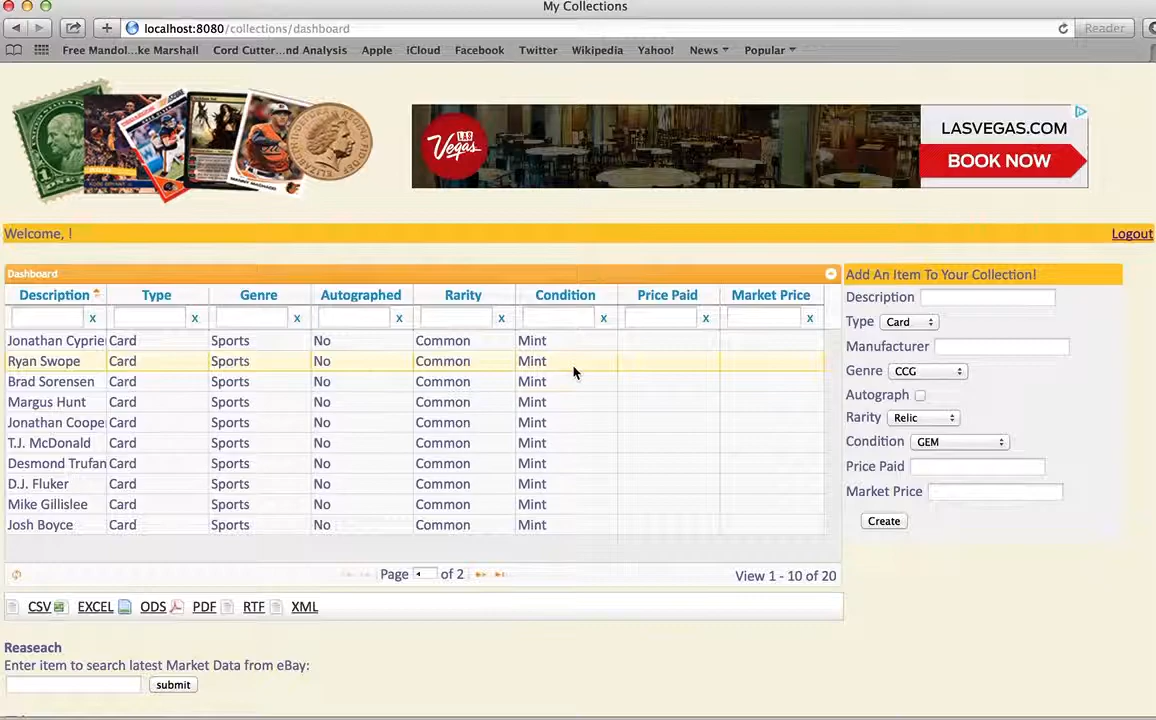 My Collections
localhost:8080/collections/dashboard
Reader
Free Mandol...ke Marshall Cord Cutter...nd Analysis Apple iCloud Facebook Twitter Wikipedia Yahoo! News Popular
LAS
Vegas
LASVEGAS.COM
BOOK NOW
Welcome, !
Logout
Dashboard
Description Type Genre Autographed Rarity Condition Price Paid Market Price
x x x x x x x x
Jonathan Cyprie Card Sports No Common Mint
Ryan Swope Card Sports No Common Mint
Brad Sorensen Card Sports No Common Mint
Margus Hunt Card Sports No Common Mint
Jonathan Coope Card Sports No Common Mint
T.J. McDonald Card Sports No Common Mint
Desmond Trufan Card Sports No Common Mint
D.J. Fluker Card Sports No Common Mint
Mike Gillislee Card Sports No Common Mint
Josh Boyce Card Sports No Common Mint
Page of 2
View 1 - 10 of 20
CSV EXCEL ODS PDF RTF XML
Add An Item To Your Collection!
Description
Type Card
Manufacturer
Genre CCG
Autograph
Rarity Relic
Condition GEM
Price Paid
Market Price
Create
Reaseach
Enter item to search latest Market Data from eBay:
submit